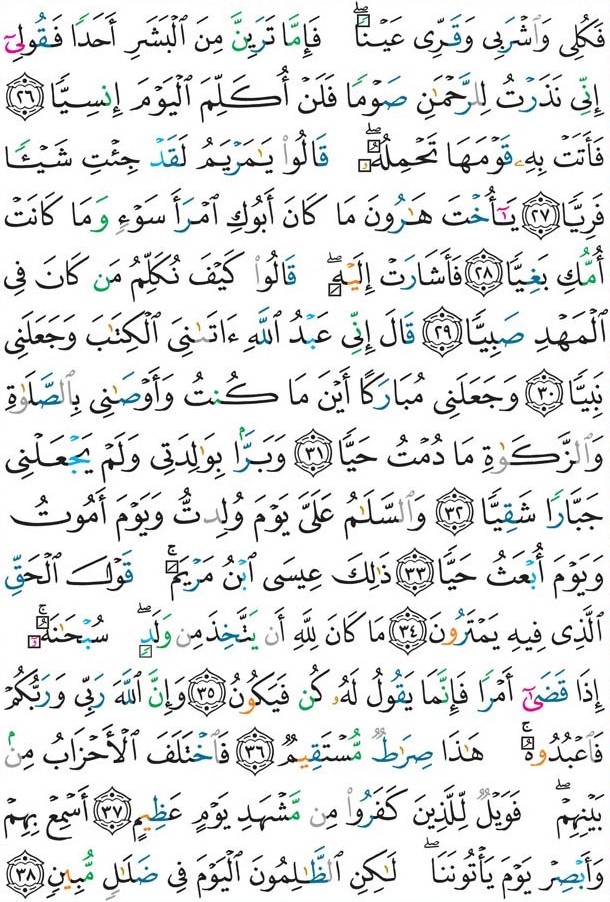 فَكُلِى وَٱشْرَبِى وَقَرِّى عَيْنًا ۖ فَإِمَّا تَرَيِنَّ مِنَ ٱلْبَشَرِ أَحَدًا فَقُولِىٓ
إِنِّى نَذَرْتُ لِلرَّحْمَٰنِ صَوْمًا فَلَنْ أُكَلِّمَ ٱلْيَوْمَ إِنسِيًّا ٢٦
فَأَتَتْ بِهِۦ قَوْمَهَا تَحْمِلُهُۥ ۖ قَالُوا۟ يَٰمَرْيَمُ لَقَدْ جِئْتِ شَيْـًٔا
فَرِيًّا ٢٧ يَٰٓأُخْتَ هَٰرُونَ مَا كَانَ أَبُوكِ ٱمْرَأَ سَوْءٍ وَمَا كَانَتْ
أُمُّكِ بَغِيًّا ٢٨ فَأَشَارَتْ إِلَيْهِ ۖ قَالُوا۟ كَيْفَ نُكَلِّمُ مَن كَانَ فِى
ٱلْمَهْدِ صَبِيًّا ٢٩ قَالَ إِنِّى عَبْدُ ٱللَّهِ ءَاتَىٰنِىَ ٱلْكِتَٰبَ وَجَعَلَنِى
نَبِيًّا ٣٠ وَجَعَلَنِى مُبَارَكًا أَيْنَ مَا كُنتُ وَأَوْصَٰنِى بِٱلصَّلَوٰةِ
وَٱلزَّكَوٰةِ مَا دُمْتُ حَيًّا ٣١ وَبَرًّۢا بِوَٰلِدَتِى وَلَمْ يَجْعَلْنِى
جَبَّارًا شَقِيًّا ٣٢ وَٱلسَّلَٰمُ عَلَىَّ يَوْمَ وُلِدتُّ وَيَوْمَ أَمُوتُ
وَيَوْمَ أُبْعَثُ حَيًّا ٣٣ ذَٰلِكَ عِيسَى ٱبْنُ مَرْيَمَ ۚ قَوْلَ ٱلْحَقِّ
ٱلَّذِى فِيهِ يَمْتَرُونَ ٣٤ مَا كَانَ لِلَّهِ أَن يَتَّخِذَ مِن وَلَدٍ ۖ سُبْحَٰنَهُۥٓ ۚ
إِذَا قَضَىٰٓ أَمْرًا فَإِنَّمَا يَقُولُ لَهُۥ كُن فَيَكُونُ ٣٥ وَإِنَّ ٱللَّهَ رَبِّى وَرَبُّكُمْ
فَٱعْبُدُوهُ ۚ هَٰذَا صِرَٰطٌ مُّسْتَقِيمٌ ٣٦ فَٱخْتَلَفَ ٱلْأَحْزَابُ مِنۢ
بَيْنِهِمْ ۖ فَوَيْلٌ لِّلَّذِينَ كَفَرُوا۟ مِن مَّشْهَدِ يَوْمٍ عَظِيمٍ ٣٧ أَسْمِعْ بِهِمْ
وَأَبْصِرْ يَوْمَ يَأْتُونَنَا ۖ لَٰكِنِ ٱلظَّٰلِمُونَ ٱلْيَوْمَ فِى ضَلَٰلٍ مُّبِينٍ ٣٨